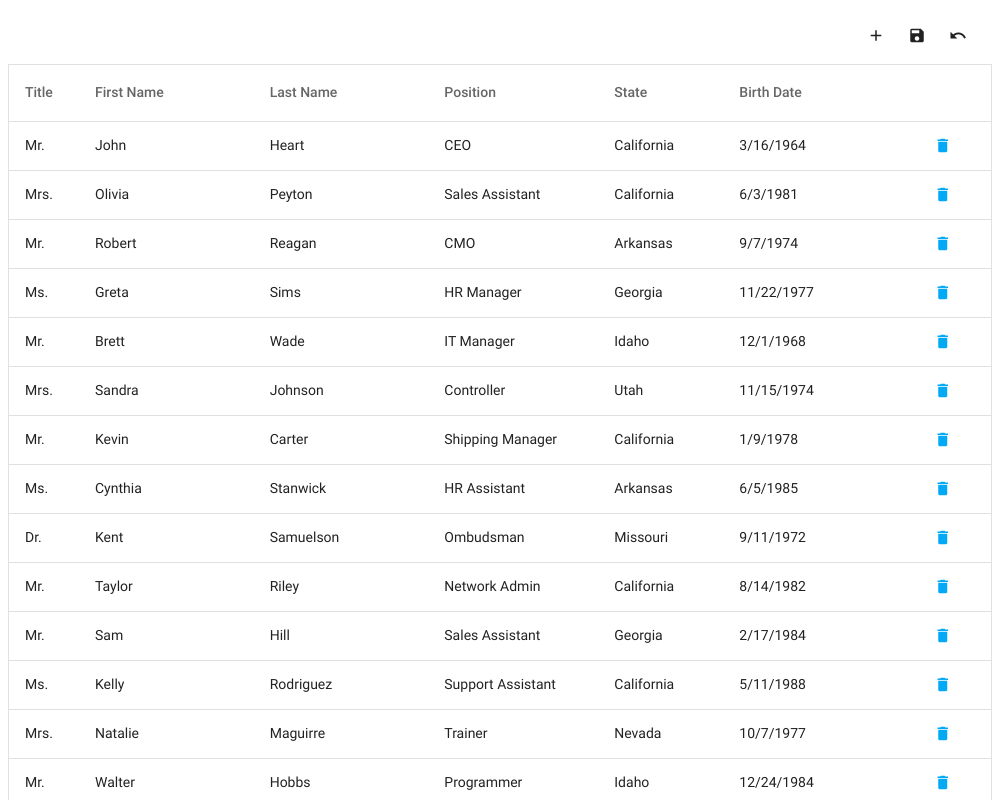 Title First Name Last Name Position State Birth Date
Mr. John Heart CEO California 3/16/1964
Mrs. Olivia Peyton Sales Assistant California 6/3/1981
Mr. Robert Reagan CMO Arkansas 9/7/1974
Ms. Greta Sims HR Manager Georgia 11/22/1977
Mr. Brett Wade IT Manager Idaho 12/1/1968
Mrs. Sandra Johnson Controller Utah 11/15/1974
Mr. Kevin Carter Shipping Manager California 1/9/1978
Ms. Cynthia Stanwick HR Assistant Arkansas 6/5/1985
Dr. Kent Samuelson Ombudsman Missouri 9/11/1972
Mr. Taylor Riley Network Admin California 8/14/1982
Mr. Sam Hill Sales Assistant Georgia 2/17/1984
Ms. Kelly Rodriguez Support Assistant California 5/11/1988
Mrs. Natalie Maguirre Trainer Nevada 10/7/1977
Mr. Walter Hobbs Programmer Idaho 12/24/1984